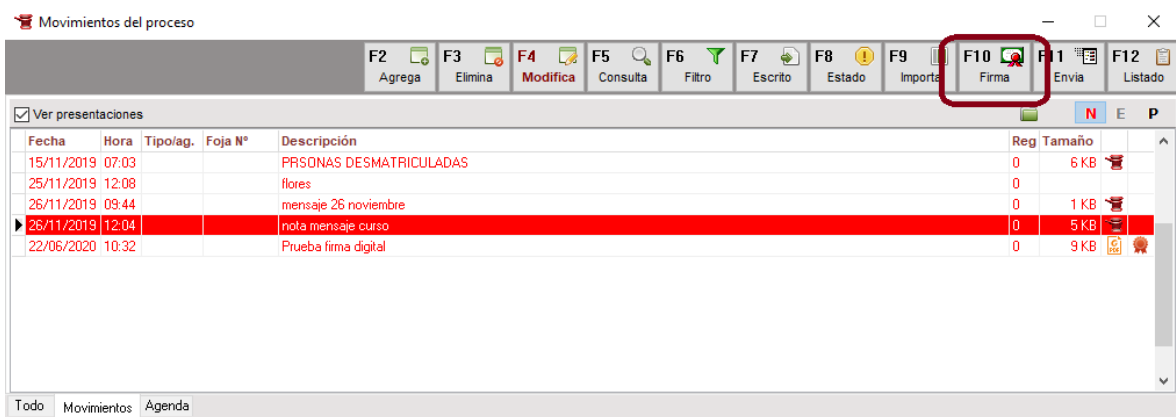 Movimientos del proceso
F2 F3 F4 F5 F6 F7 F8 F9 F10 F11 F12
Agrega Elimina Modifica Consulta Filtro Escrito Estado Importa Firma Envia Listado
Ver presentaciones N E P
Fecha Hora Tipo/ag. Foja Nº Descripción Reg Tamaño
15/11/2019 07:03 PRSONAS DESMATRICULADAS 0 6 KB
25/11/2019 12:08 flores 0
26/11/2019 09:44 mensaje 26 noviembre 0 1 KB
26/11/2019 12:04 nota mensaje curso 0 5 KB
22/06/2020 10:32 Prueba firma digital 0 9 KB
Todo Movimientos Agenda